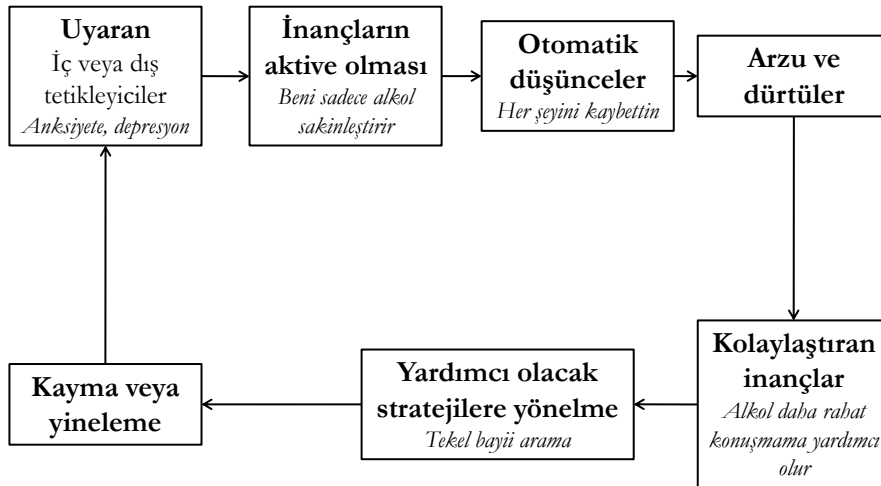 Uyaran
İç veya dış
tetikleyiciler
Anksiyete, depresyon
İnançların
aktive olması
Beni sadece alkol
sakinleştirir
Otomatik
düşünceler
Her şeyini kaybettin
Arzu ve
dürtüler
Kolaylaştıran
inançlar
Alkol daha rahat
konuşmama yardımcı
olur
Yardımcı olacak
stratejilere yönelme
Tekel bayii arama
Kayma veya
yineleme